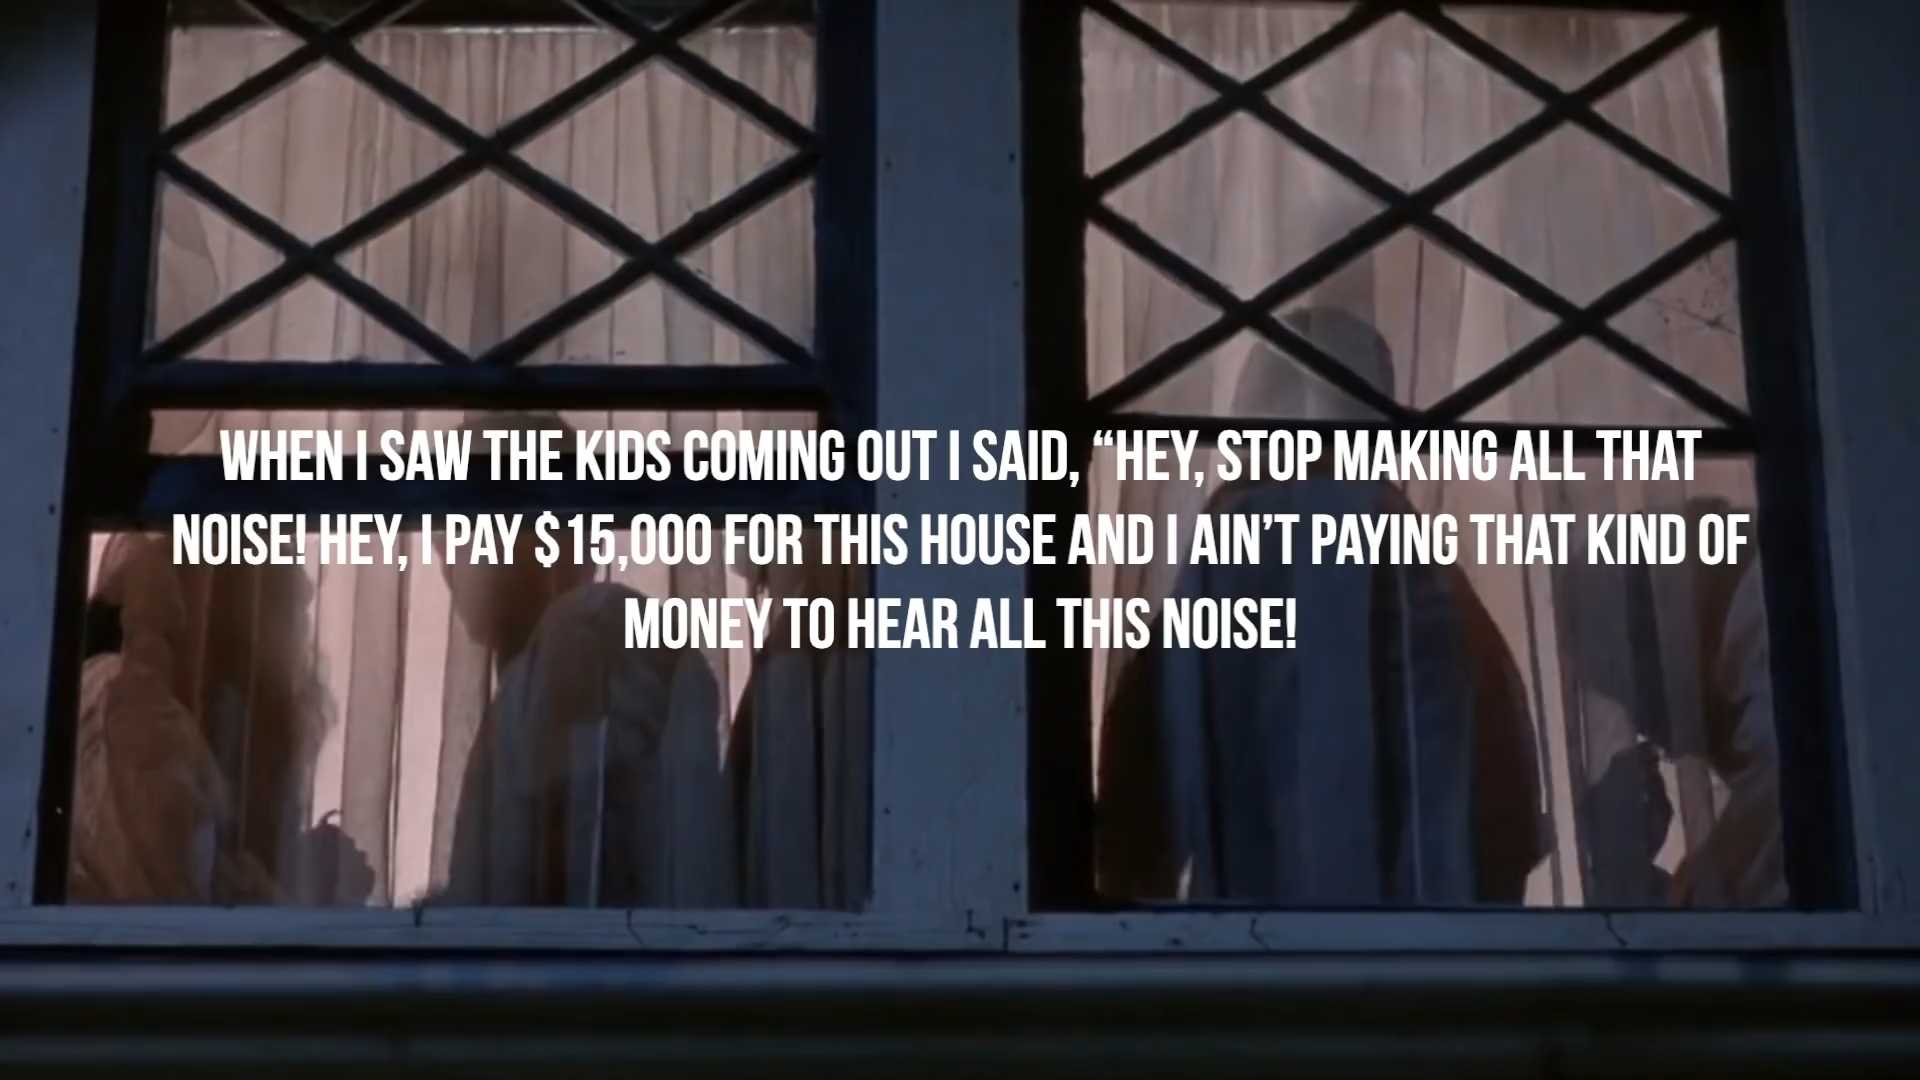 WHEN I SAW THE KIDS COMING OUT I SAID, “HEY, STOP MAKING ALL THAT
NOISE! HEY, I PAY $15,000 FOR THIS HOUSE AND I AIN’T PAYING THAT KIND OF
MONEY TO HEAR ALL THIS NOISE!